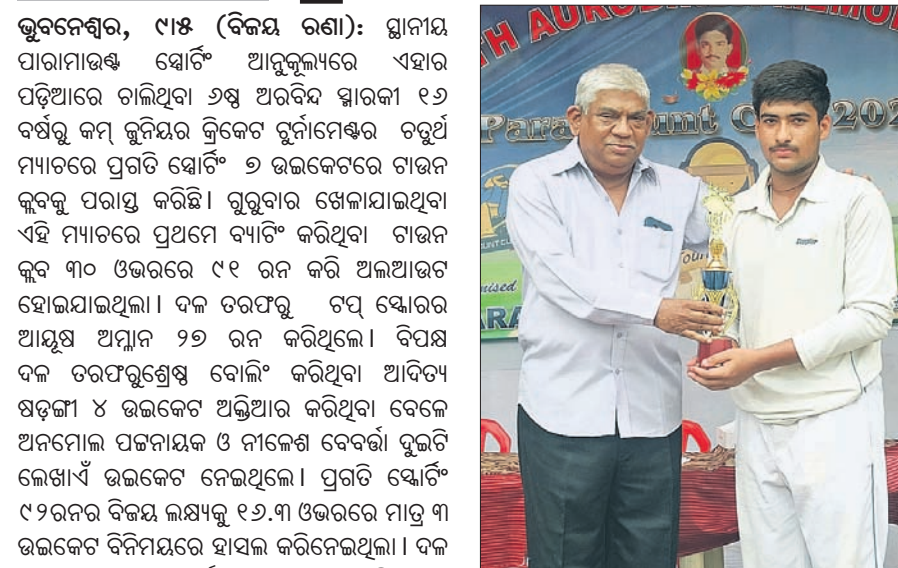 ଭୁବନେଶ୍ୱର, ୯।୫ (ବିଜୟ ରଣା): ସ୍ଥାନୀୟ
ପାରାମାଉଣ୍ଟ ସ୍ପୋର୍ଟିଂ ଆନୁକୂଲ୍ୟରେ ଏହାର
ପଡ଼ିଆରେ ଚାଲିଥିବା ୬ଷ୍ଠ ଅରବିନ୍ଦ ସ୍ମାରକୀ ୧୬
ବର୍ଷରୁ କମ୍ ଜୁନିୟର କ୍ରିକେଟ ଟୁର୍ନାମେଣ୍ଟର ଚତୁର୍ଥ
ମ୍ୟାଚରେ ପ୍ରଗତି ସ୍ପୋର୍ଟିଂ ୭ ଉଇକେଟରେ ଟାଉନ
କ୍ଲବକୁ ପରାସ୍ତ କରିଛି। ଗୁରୁବାର ଖେଳାଯାଇଥିବା
ଏହି ମ୍ୟାଚରେ ପ୍ରଥମେ ବ୍ୟାଟିଂ କରିଥିବା ଟାଉନ
କ୍ଲବ ୩୦ ଓଭରରେ ୯୧ ରନ କରି ଅଲଆଉଟ
ହୋଇଯାଇଥିଲା। ଦଳ ତରଫରୁ ଟପ୍ ସ୍କୋରର
ଆୟୂଷ ଅମ୍ଳାନ ୨୭ ରନ କରିଥିଲେ। ବିପକ୍ଷ
ଦଳ ତରଫରୁଶ୍ରେଷ୍ଠ ବୋଲିଂ କରିଥିବା ଆଦିତ୍ୟ
ଷଡ଼ଙ୍ଗୀ ୪ ଉଇକେଟ ଅକ୍ତିଆର କରିଥିବା ବେଳେ
ଅନମୋଲ ପଟ୍ଟନାୟକ ଓ ନୀଳେଶ ବେବର୍ତ୍ତା ଦୁଇଟି
ଲେଖାଏଁ ଉଇକେଟ ନେଇଥିଲେ। ପ୍ରଗତି ସ୍କୋର୍ଟିଂ
୯୨ରନର ବିଜୟ ଲକ୍ଷ୍ୟକୁ ୧୬.୩ ଓଭରରେ ମାତ୍ର ୩
ଉଇକେଟ ବିନିମୟରେ ହାସଲ କରିନେଇଥିଲା। ଦଳ